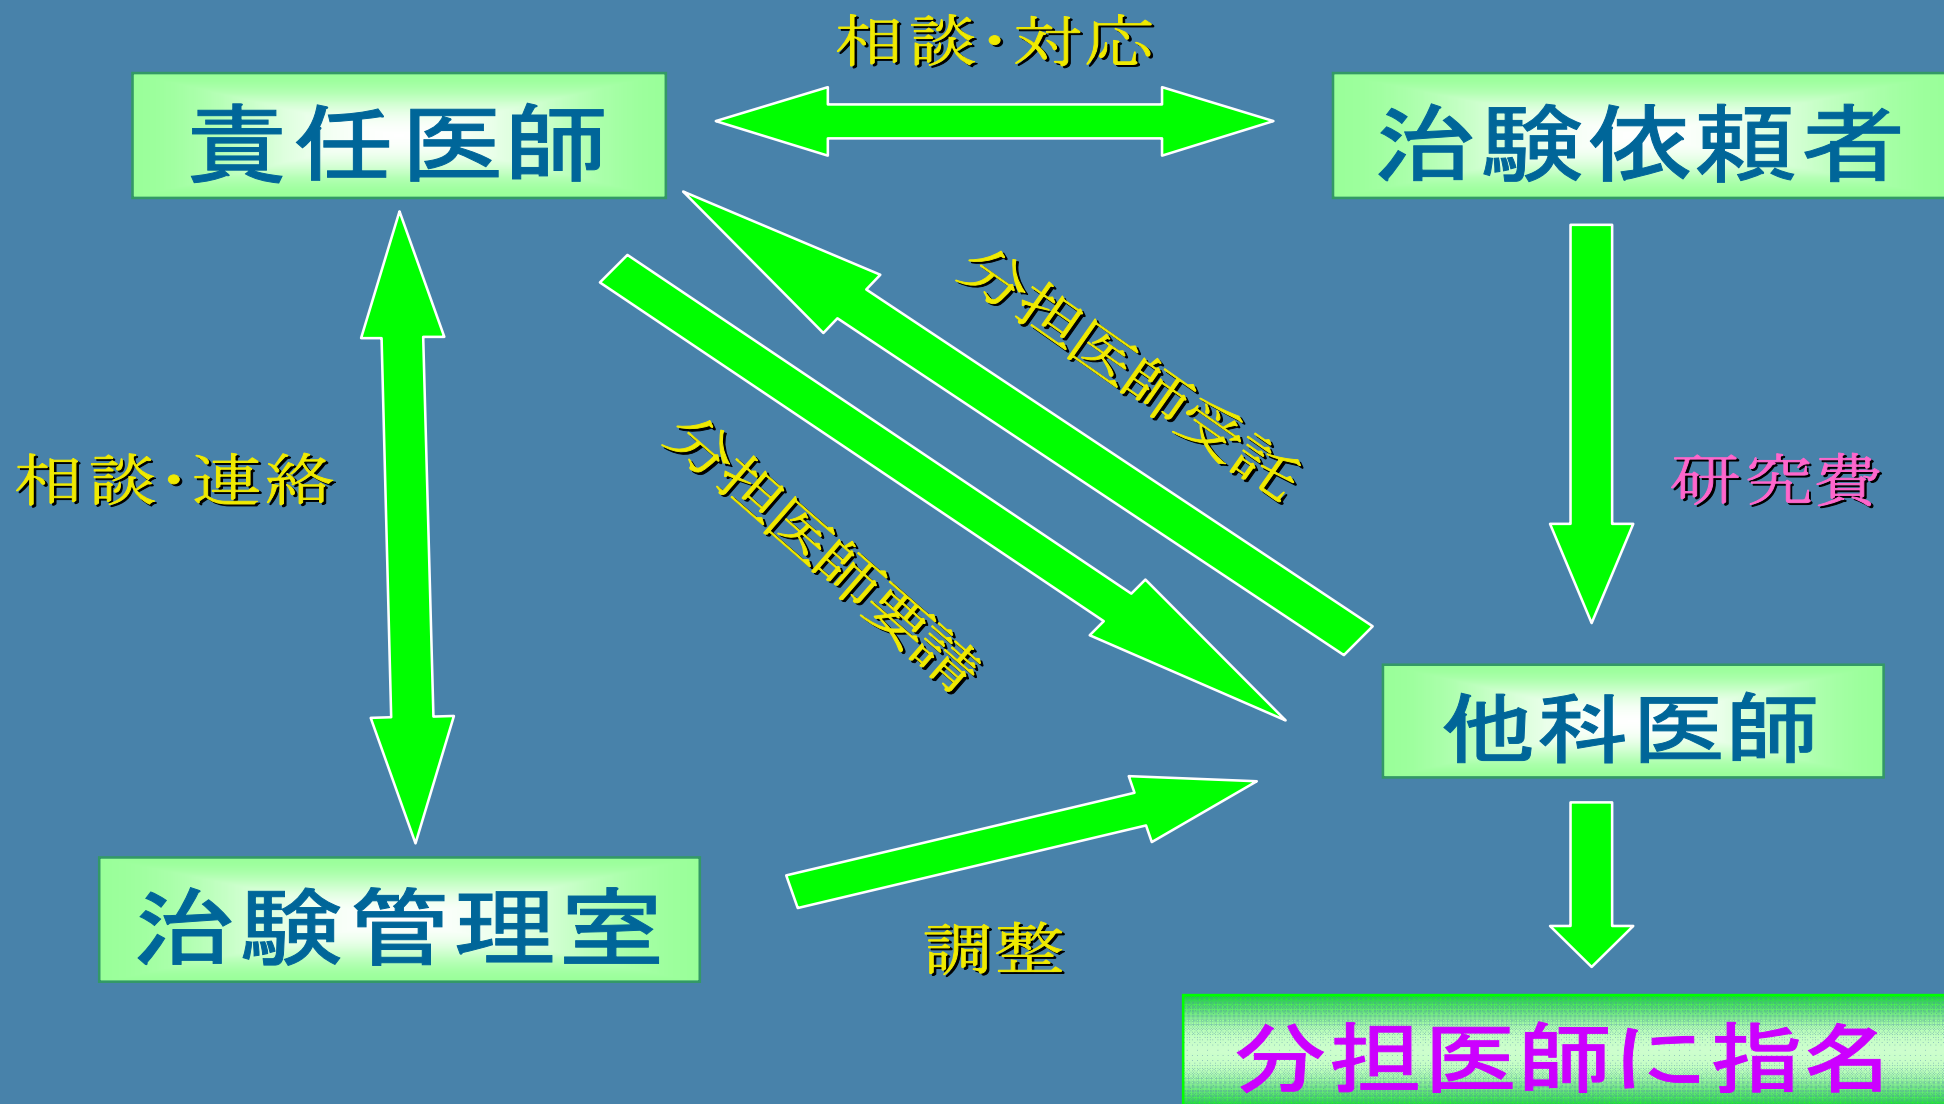 相談・対応
責任医師
治験依頼者
分担医師受託
分担医師要請
相談・連絡
研究費
他科医師
治験管理室
調整
分担医師に指名